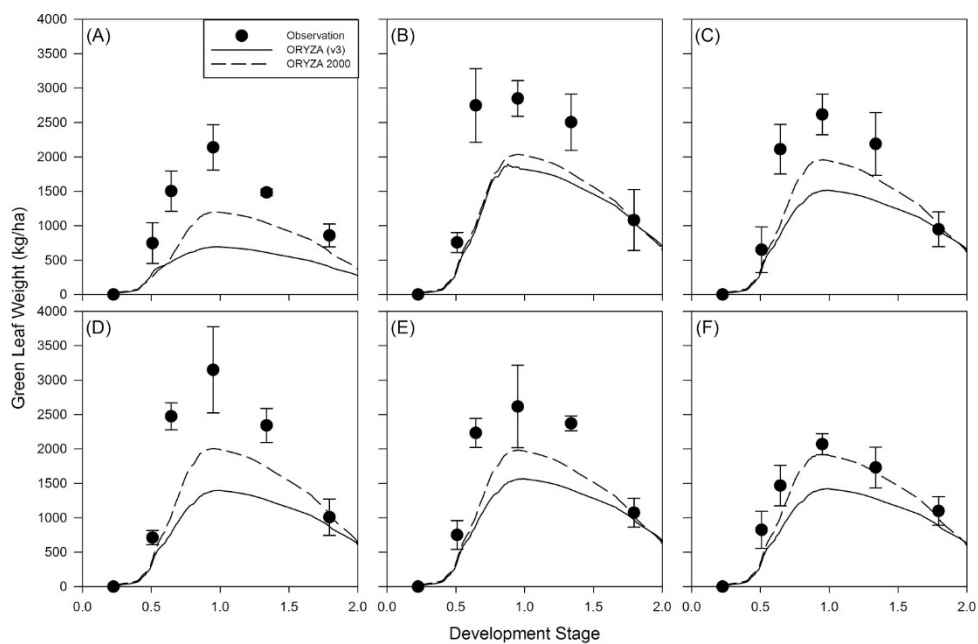 (A)
Observation
ORYZA (v3)
ORYZA 2000
(B)
(C)
4000
3500
3000
2500
2000
1500
1000
500
0
(D)
(E)
(F)
4000
3500
3000
2500
2000
1500
1000
500
0
Green Leaf Weight (kg/ha)
0.0 0.5 1.0 1.5 2.0 0.5 1.0 1.5 2.0 0.5 1.0 1.5 2.0
Development Stage